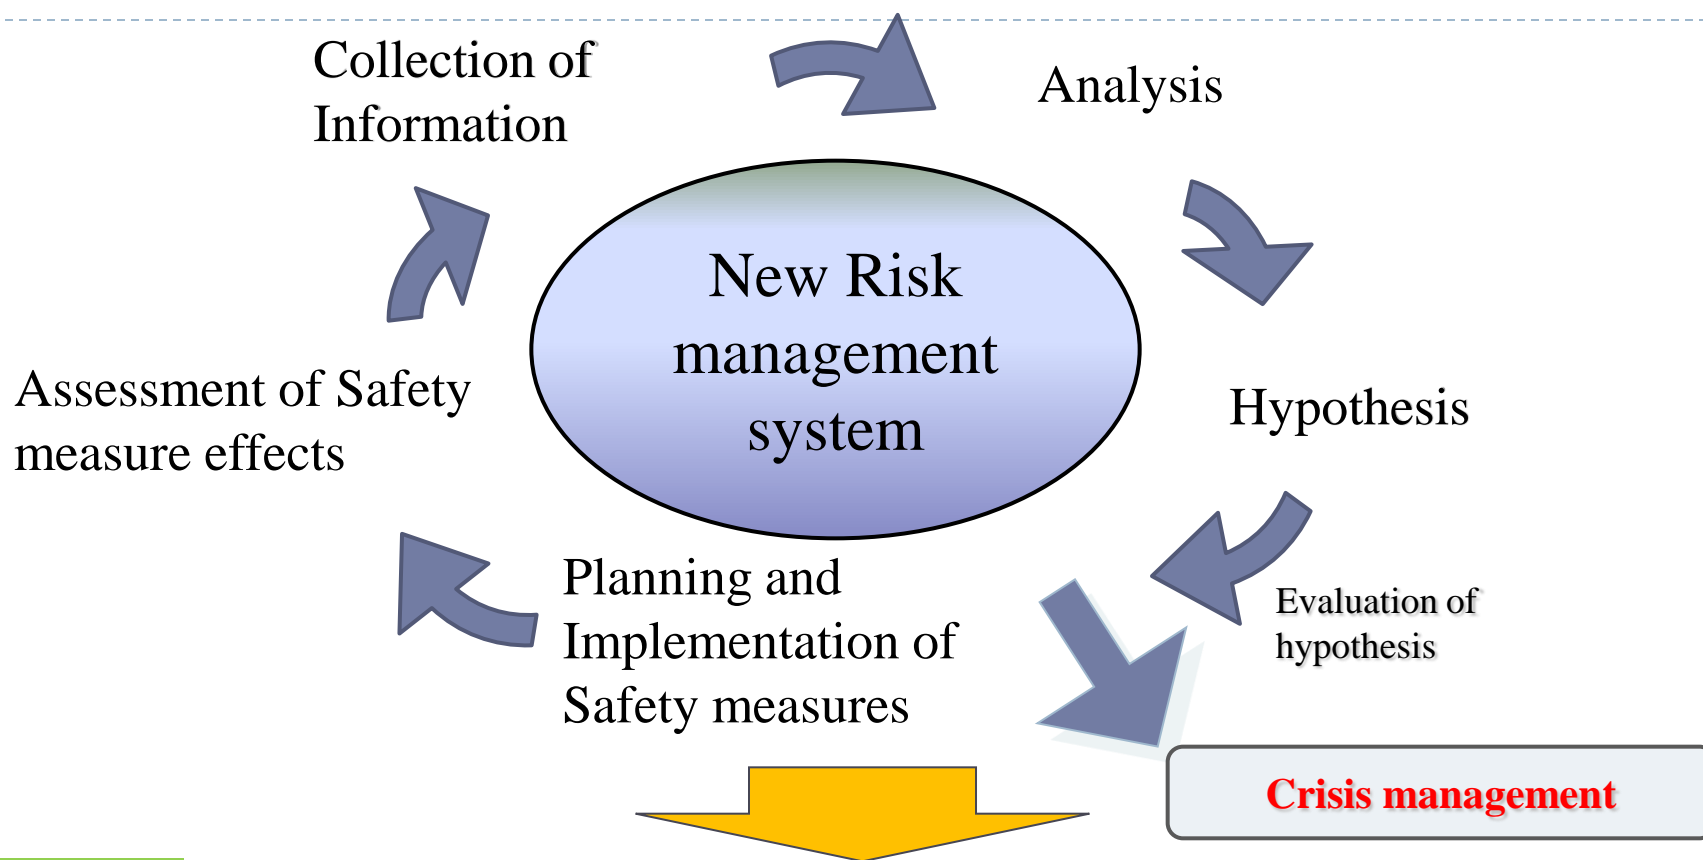 Collection of
Information
Analysis
New Risk
management
system
Assessment of Safety
measure effects
Hypothesis
Planning and
Implementation of
Safety measures
Evaluation of
hypothesis
Crisis management